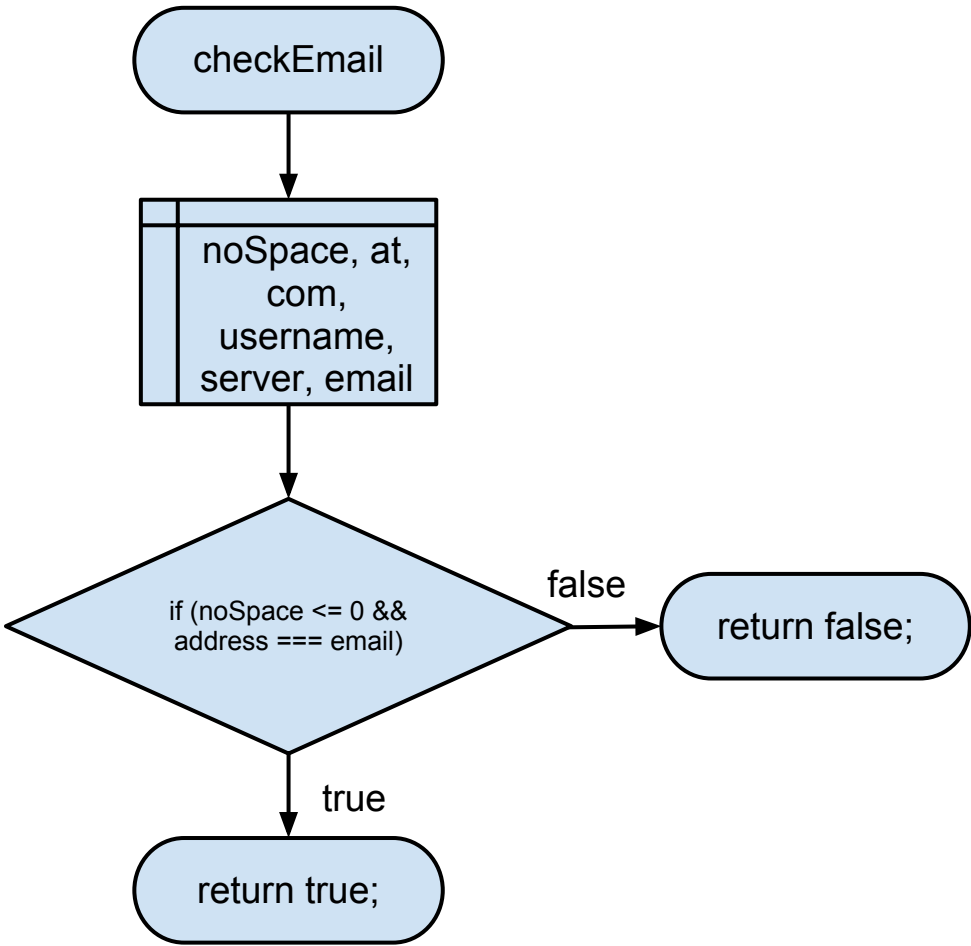 checkEmail
noSpace, at,
com,
username,
server, email
if (noSpace <= 0 &&
address === email)
false
return false;
true
return true;